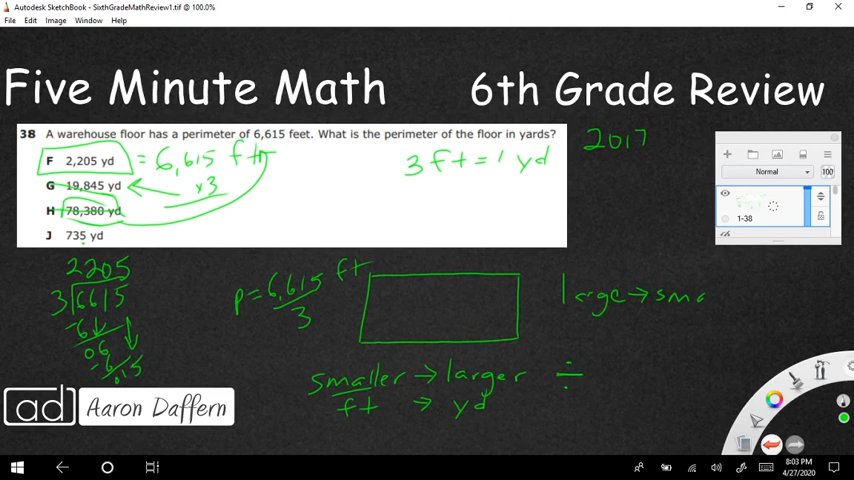 Autodesk SketchBook - SixthGradeMathReview1.tif @ 100.0%
File Edit Image Window Help
Five Minute Math
6th Grade Review
38 A warehouse floor has a perimeter of 6,615 feet. What is the perimeter of the floor in yards?
2017
F 2,205 yd = 6,615 ft
3 ft = 1 yd
G 19,845 yd
x3
H 78,380 yd
J 735 yd
Normal
100
1-38
2205
3 6615
-6
06
-6
015
P = 6,615 ft
3
large → sma
smaller → larger ÷
ft → yd
ad Aaron Daffern
8:03 PM
4/27/2020